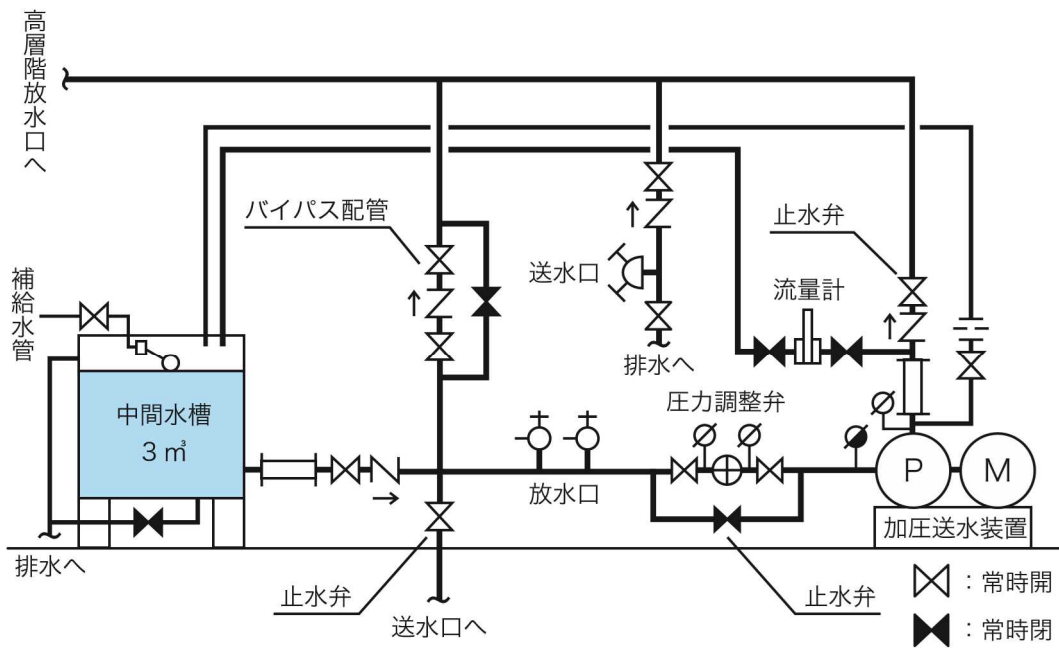 高層階放水口へ
バイパス配管
送水口
止水弁
流量計
補給水管
排水へ
圧力調整弁
中間水槽
3㎥
放水口
P
M
加圧送水装置
排水へ
止水弁
送水口へ
止水弁
：常時開
：常時閉